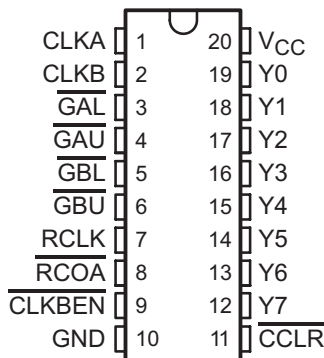 CLKA 1 20 VCC
CLKB 2 19 Y0
GAL 3 18 Y1
GAU 4 17 Y2
GBL 5 16 Y3
GBU 6 15 Y4
RCLK 7 14 Y5
RCOA 8 13 Y6
CLKBEN 9 12 Y7
GND 10 11 CCLR